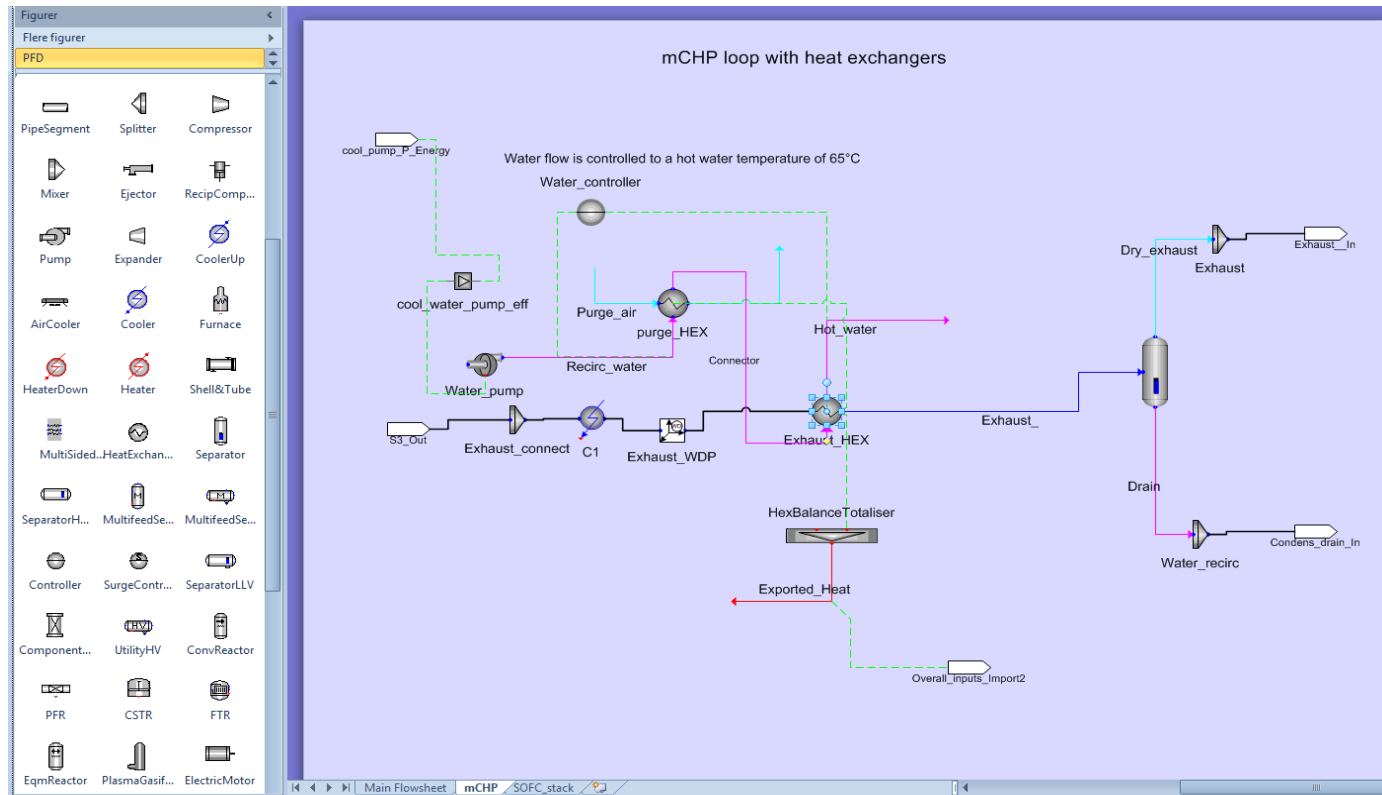 Figurer
Flere figurer
PFD
PipeSegment Splitter Compressor
Mixer Ejector RecipComp...
Pump Expander CoolerUp
AirCooler Cooler Furnace
HeaterDown Heater Shell&Tube
MultiSided...HeatExchan... Separator
SeparatorH... MultifeedSe... MultifeedSe...
Controller SurgeContr... SeparatorLLV
Component... UtilityHV ConvReactor
PFR CSTR FTR
EqmReactor PlasmaGasif... ElectricMotor
mCHP loop with heat exchangers
cool_pump_P_Energy
Water flow is controlled to a hot water temperature of 65°C
Water_controller
cool_water_pump_eff
Purge_air
purge_HEX
Hot_water
Connector
Recirc_water
Water_pump
S3_Out
Exhaust_connect
C1
Exhaust_WDP
Exhaust_HEX
Exhaust_
Dry_exhaust
Exhaust
Exhaust__In
Drain
Water_recirc
Condens_drain_In
HexBalanceTotaliser
Exported_Heat
Overall_inputs_Import2
Main Flowsheet mCHP SOFC_stack